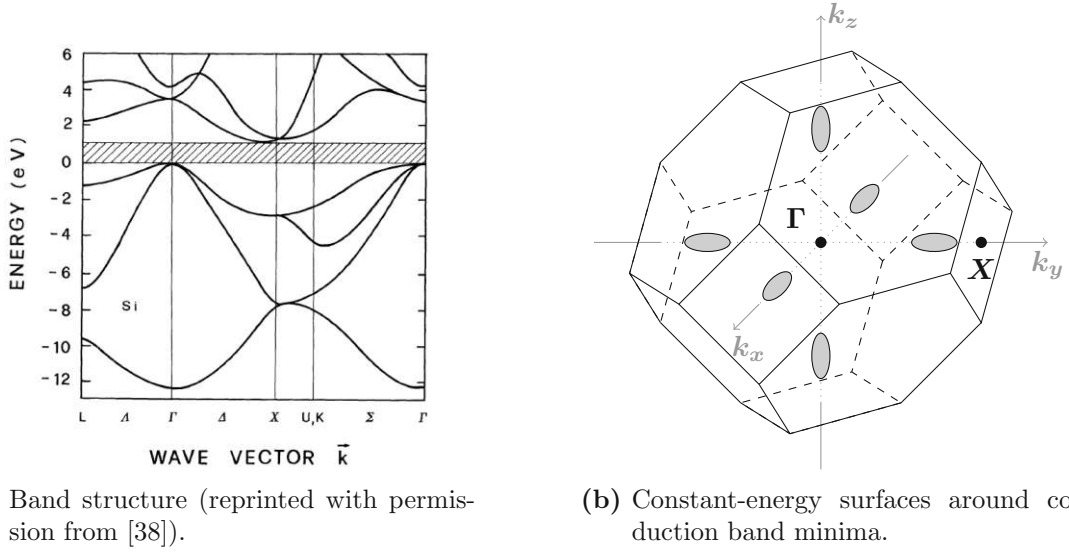 6
4
2
0
-2
-4
-6
-8
-10
-12
ENERGY (eV)
Si
L Λ Γ Δ X U,K Σ Γ
WAVE VECTOR k⃗
Band structure (reprinted with permis-
sion from [38]).
k_z
Γ
X
k_y
k_x
(b) Constant-energy surfaces around co
duction band minima.